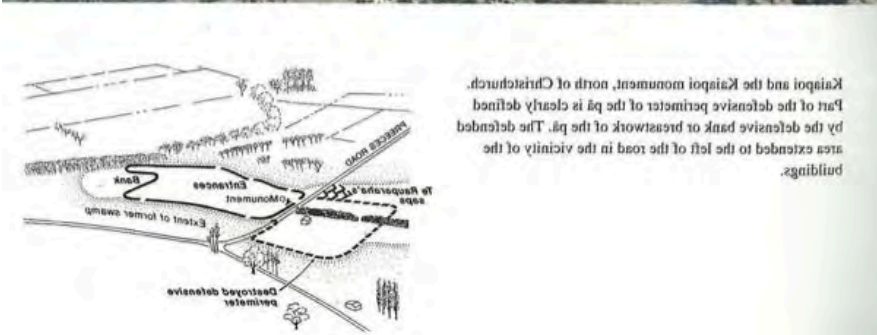 Kaiapoi and the Kaiapoi monument, north of Christchurch.
Part of the defensive perimeter of the pā is clearly defined
by the defensive bank or breastwork of the pā. The defended
area extended to the left of the road in the vicinity of the
buildings.
PREECES ROAD
Te Rauparaha's
saps
Entrances
Bank
Monument
Extent of former swamp
Destroyed defensive
perimeter